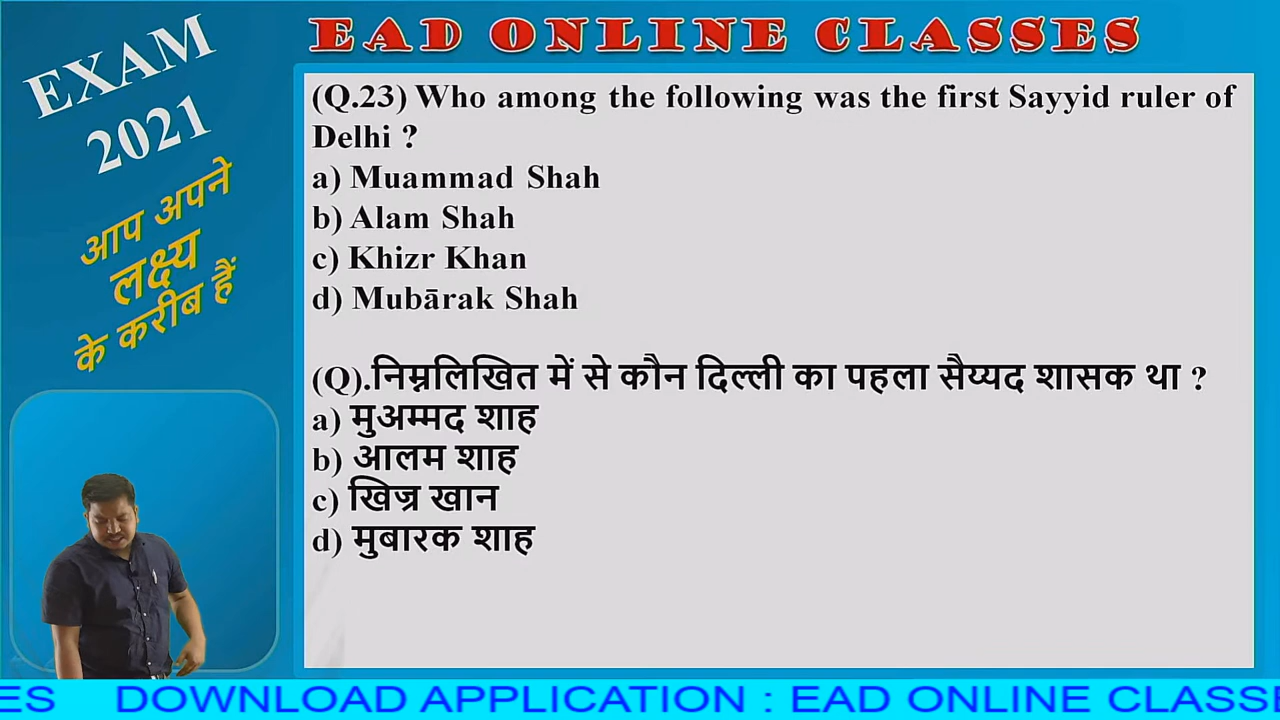 EXAM
2021
आप अपने
लक्ष्य
के करीब हैं
EAD ONLINE CLASSES
(Q.23) Who among the following was the first Sayyid ruler of
Delhi ?
a) Muammad Shah
b) Alam Shah
c) Khizr Khan
d) Mubārak Shah
(Q).निम्नलिखित में से कौन दिल्ली का पहला सैय्यद शासक था ?
a) मुअम्मद शाह
b) आलम शाह
c) खिज्र खान
d) मुबारक शाह
ES DOWNLOAD APPLICATION : EAD ONLINE CLASSE